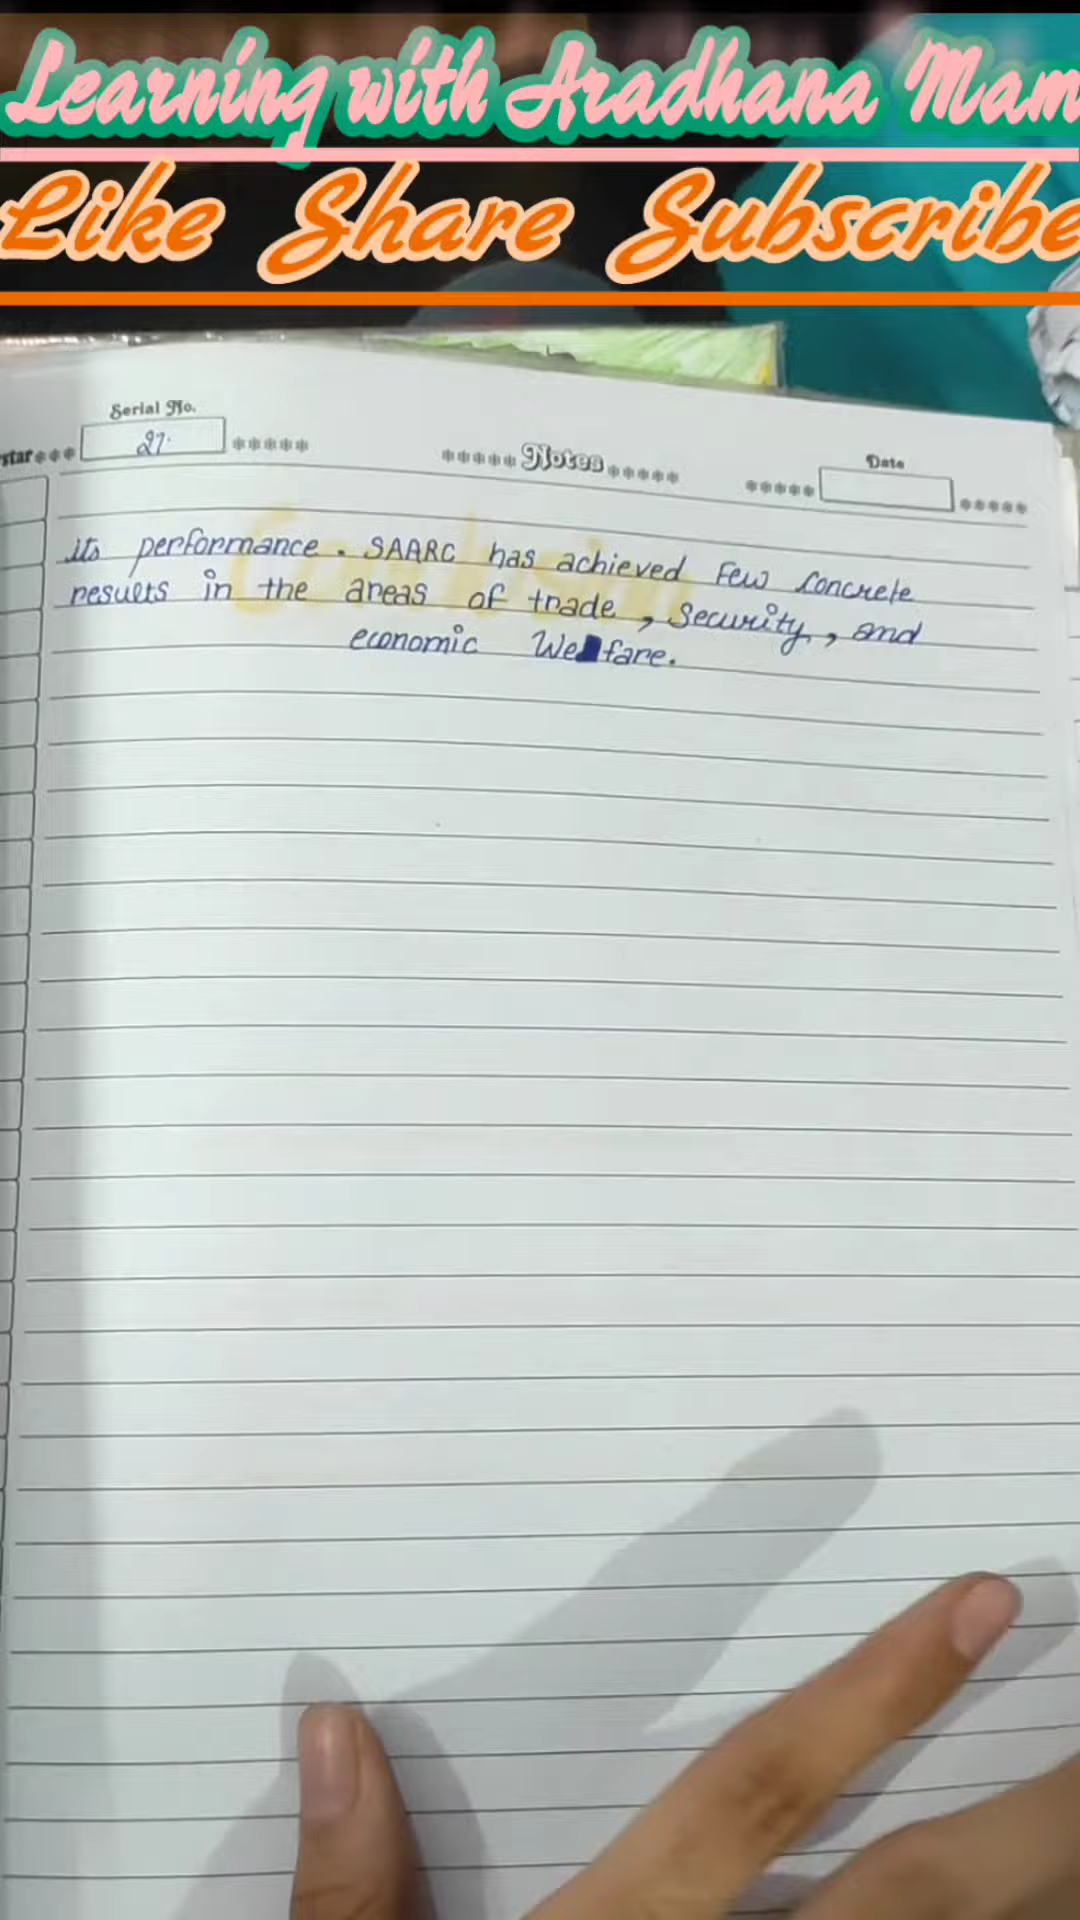 Learning with Aradhana Mam
Like Share Subscribe
Serial No.
star
27.
Notes
Date
its performance. SAARC has achieved Few concrete
results in the areas of trade, Security, and
economic Welfare.